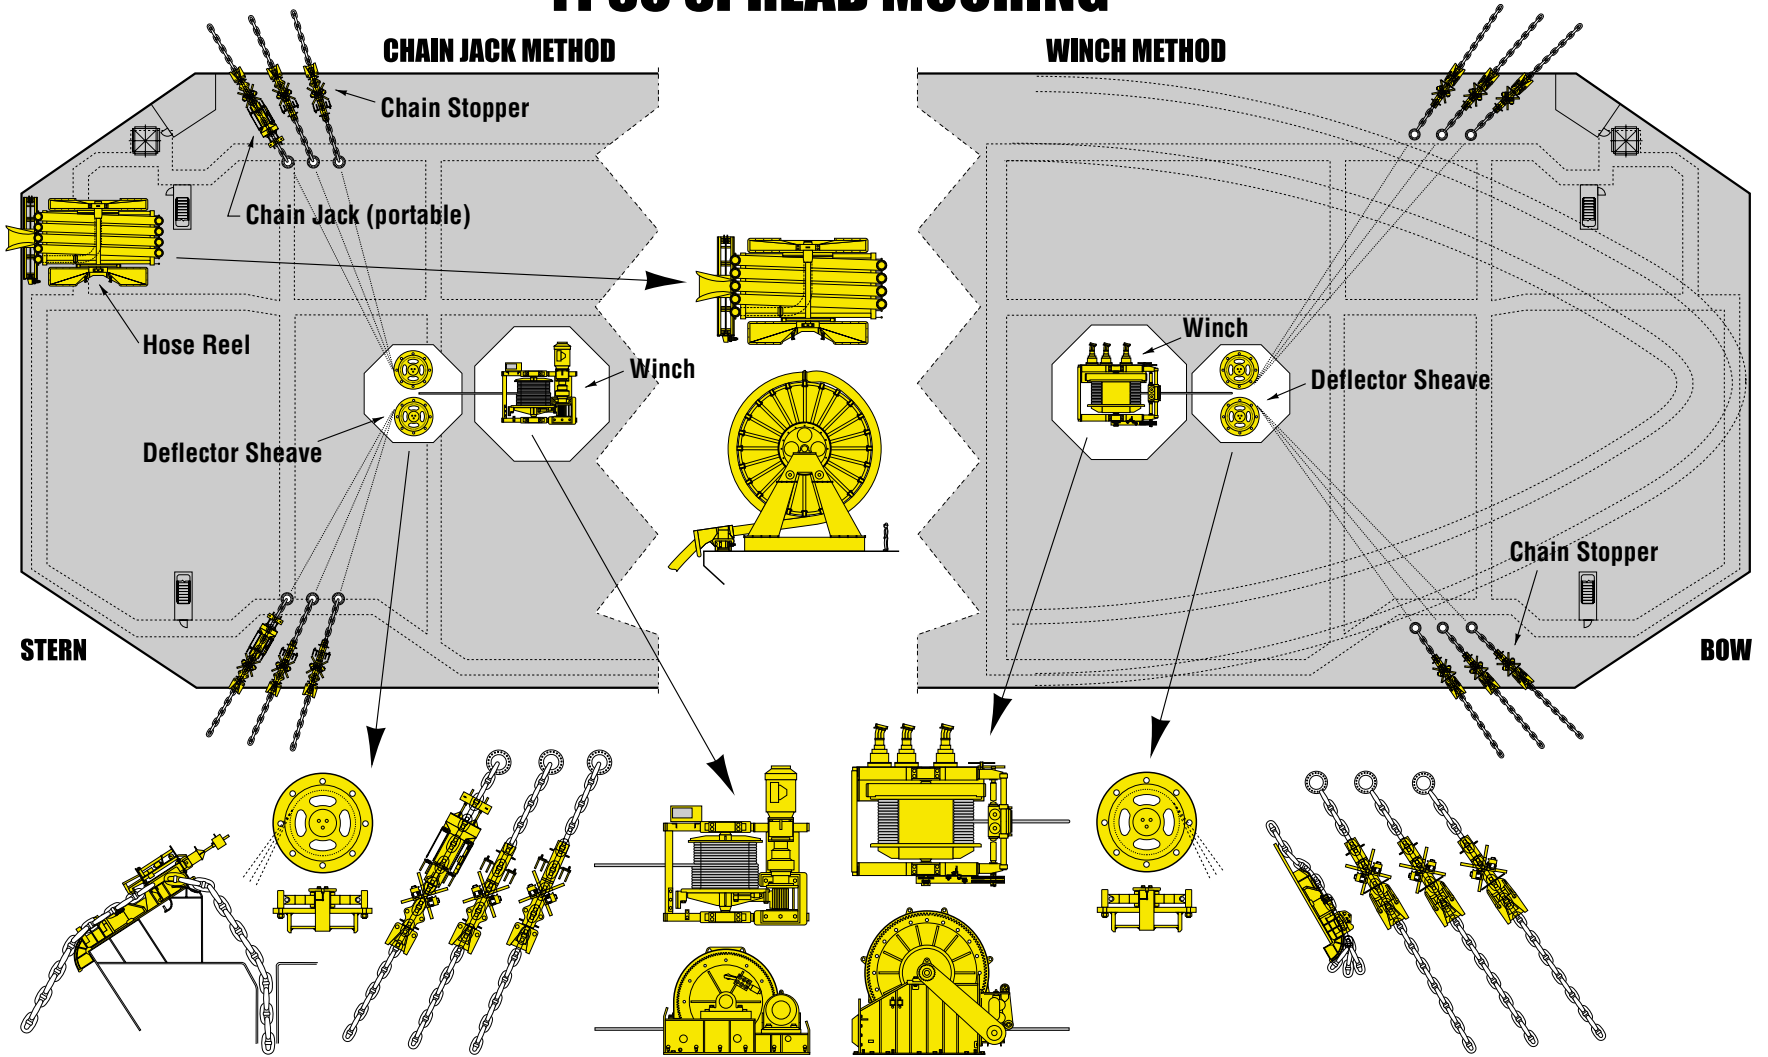 MOORING
CHAIN JACK METHOD
WINCH METHOD
Chain Stopper
Chain Jack (portable)
Hose Reel
Winch
Winch
Deflector Sheave
Deflector Sheave
Chain Stopper
STERN
BOW